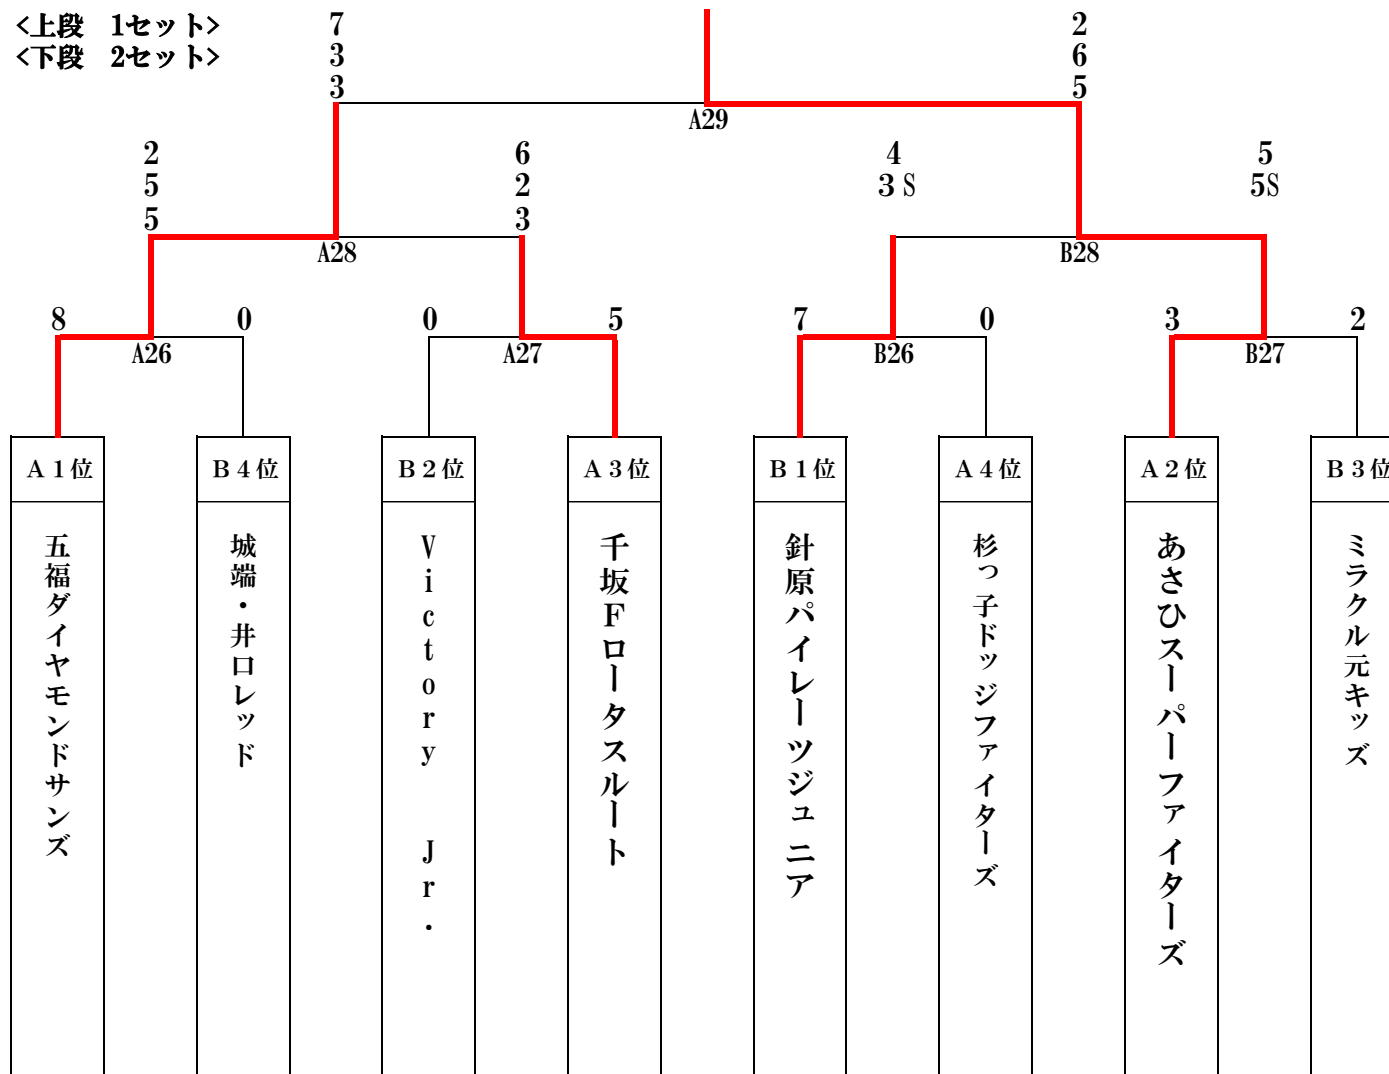 <上段　1セット>
<下段　2セット>
7
3
3
2
6
5
A29
2
5
5
6
2
3
4
3 S
5
5S
A28
B28
8
0
0
5
7
0
3
2
A26
A27
B26
B27
A 1 位
B 4 位
B 2 位
A 3 位
B 1 位
A 4 位
A 2 位
B 3 位
五福ダイヤモンドサンズ
城端・井口レッド
Victory　Jr.
千坂Fロータスルート
針原パイレーツジュニア
杉っ子ドッジファイターズ
あさひスーパーファイターズ
ミラクル元キッズ